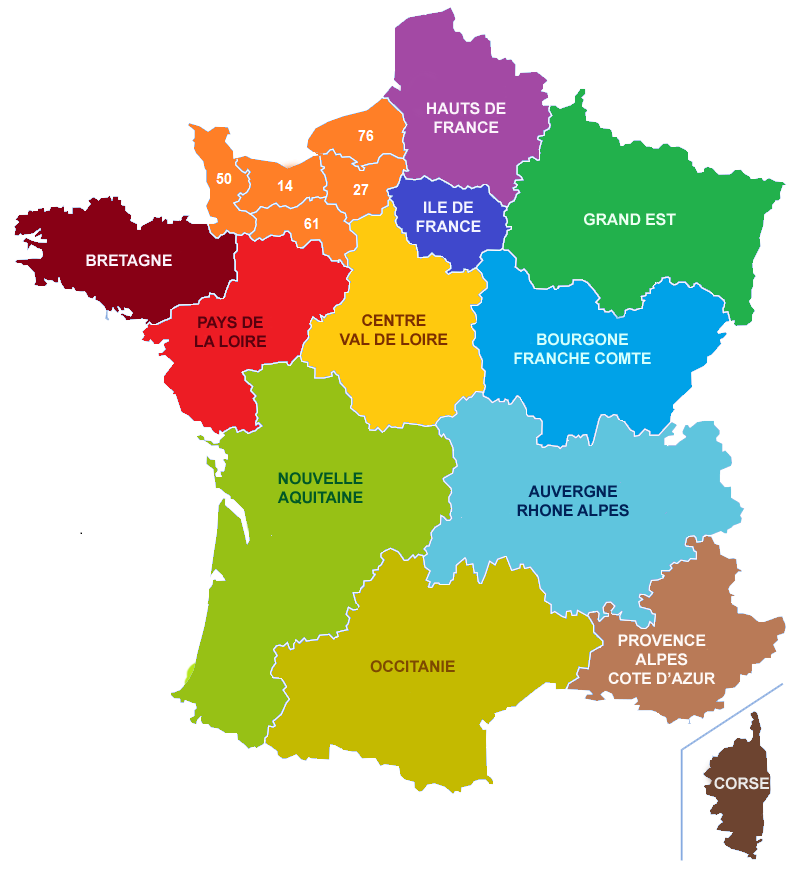 HAUTS DE
FRANCE
76
50
14
27
61
ILE DE
FRANCE
GRAND EST
BRETAGNE
PAYS DE
LA LOIRE
CENTRE
VAL DE LOIRE
BOURGONE
FRANCHE COMTE
NOUVELLE
AQUITAINE
AUVERGNE
RHONE ALPES
OCCITANIE
PROVENCE
ALPES
COTE D'AZUR
CORSE